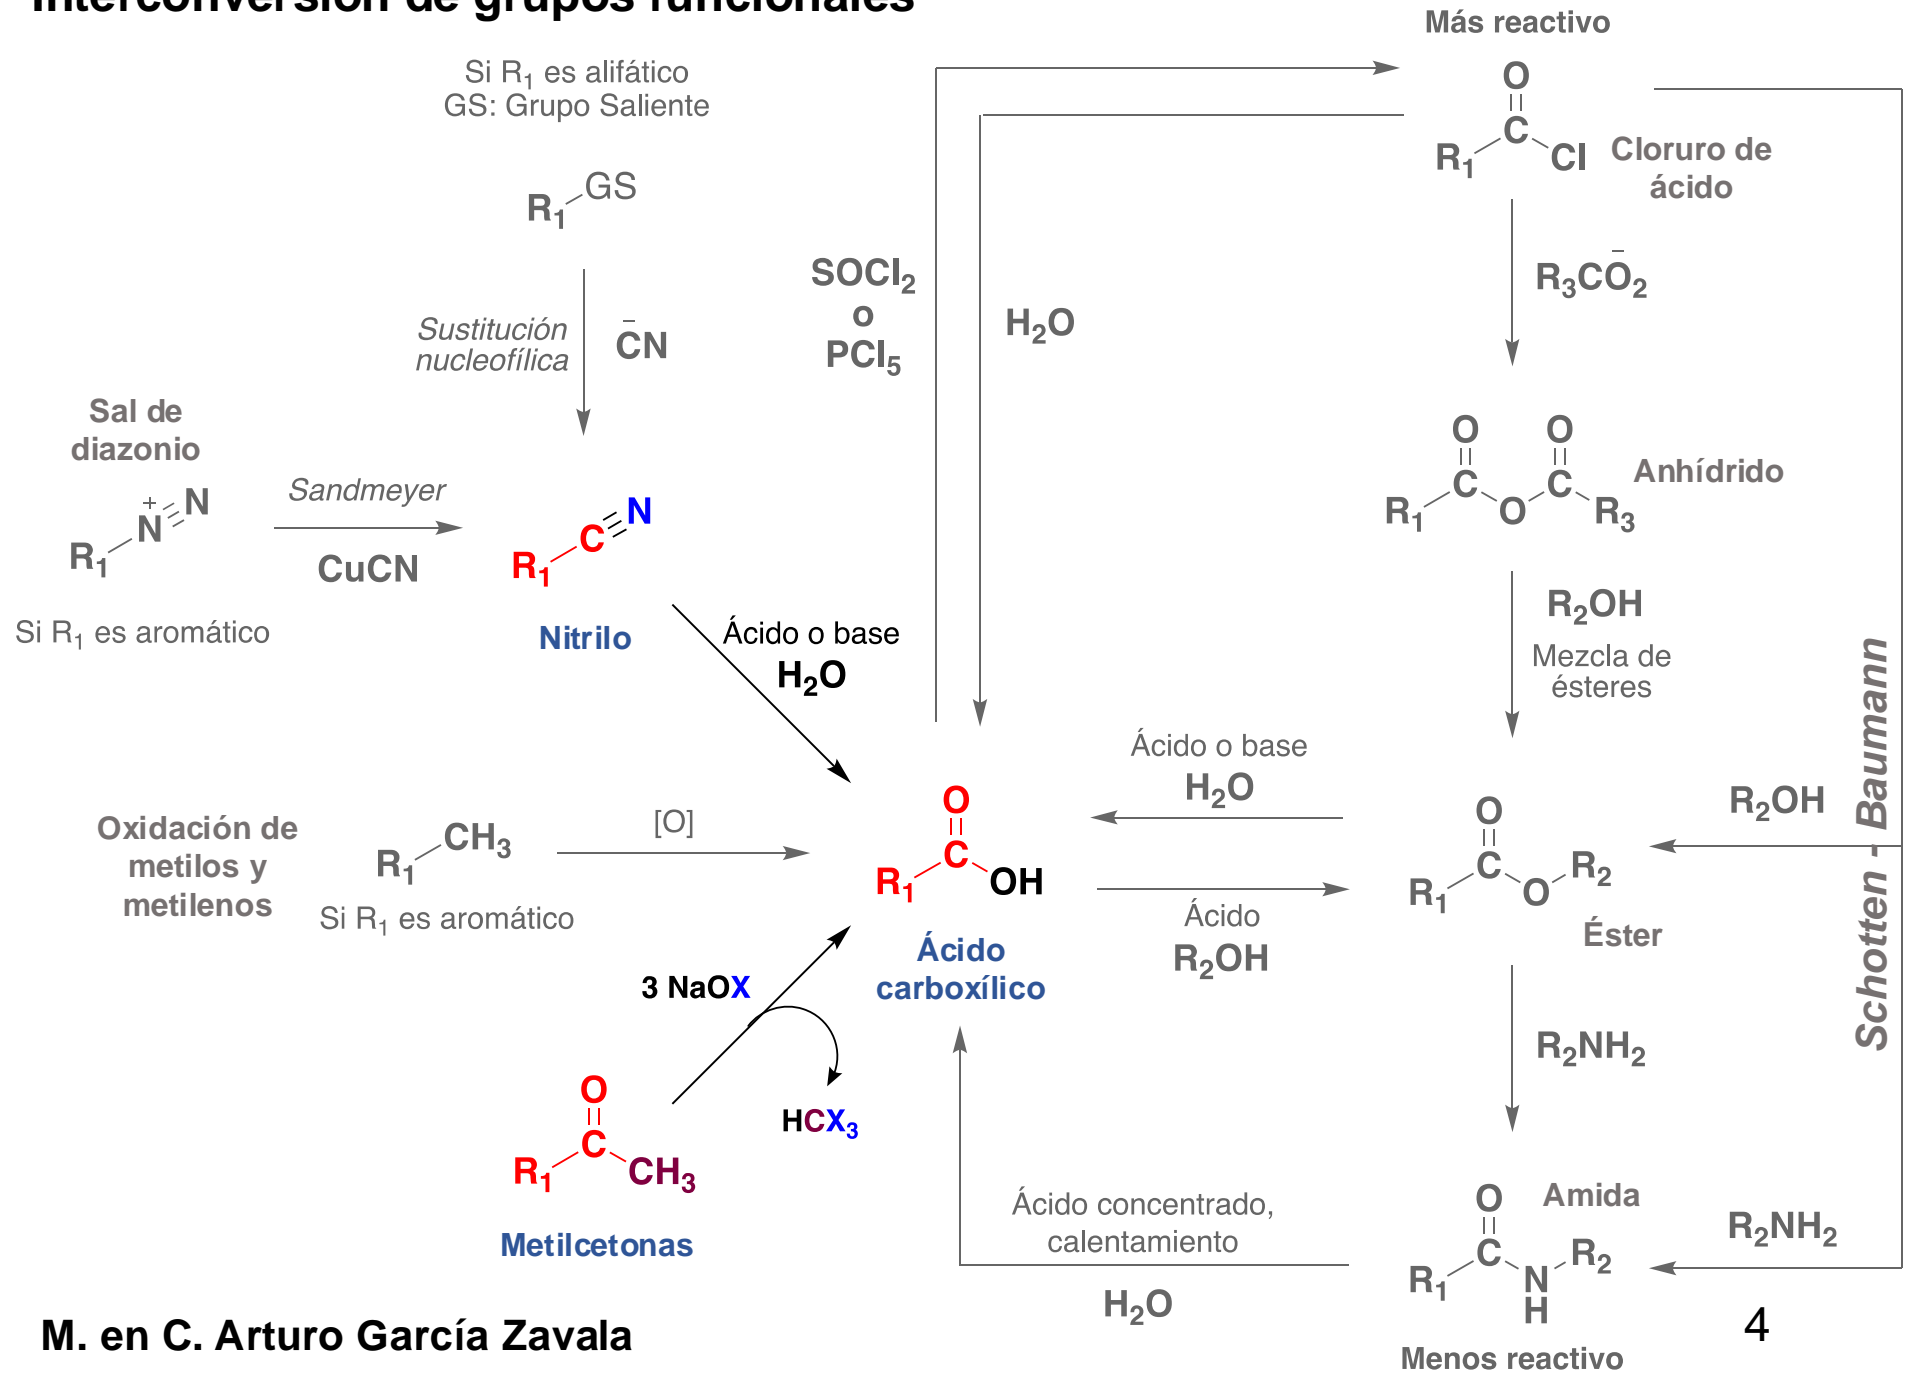 Interconversión de grupos funcionales
Más reactivo
Si R1 es alifático
GS: Grupo Saliente
O
C
R1
Cl
Cloruro de
ácido
R1
GS
SOCl2
o
PCl5
H2O
R3CO2
–
Sustitución
nucleofílica
–
CN
Sal de
diazonio
+
N
N
R1
Si R1 es aromático
Sandmeyer
CuCN
R1
C
N
Nitrilo
Ácido o base
H2O
O
O
C
C
R1
O
R3
Anhídrido
R2OH
Mezcla de
ésteres
Oxidación de
metilos y
metilenos
R1
CH3
Si R1 es aromático
[O]
O
C
R1
OH
Ácido
carboxílico
Ácido o base
H2O
Ácido
R2OH
O
C
R1
O
R2
Éster
R2OH
Schotten - Baumann
3 NaOX
HCX3
O
C
R1
CH3
Metilcetonas
R2NH2
Ácido concentrado,
calentamiento
H2O
O
Amida
C
R1
N
H
R2
R2NH2
Menos reactivo
M. en C. Arturo García Zavala
4